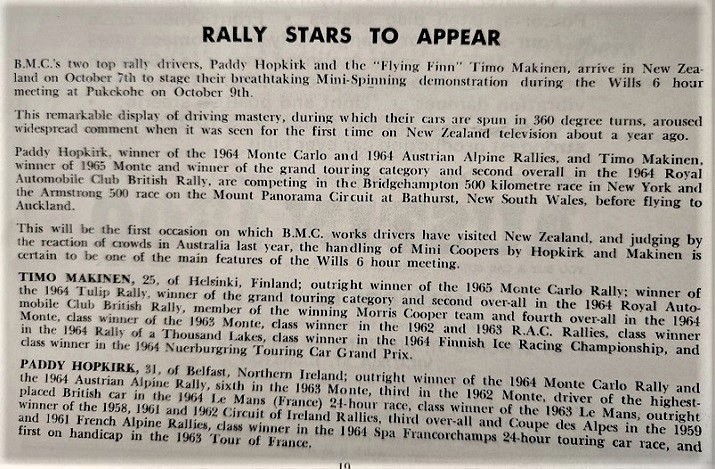 RALLY STARS TO APPEAR
B.M.C.'s two top rally drivers, Paddy Hopkirk and the "Flying Finn" Timo Makinen, arrive in New Zea-
land on October 7th to stage their breathtaking Mini-Spinning demonstration during the Wills 6 hour
meeting at Pukekohe on October 9th.
This remarkable display of driving mastery, during which their cars are spun in 360 degree turns, aroused
widespread comment when it was seen for the first time on New Zealand television about a year ago.
Paddy Hopkirk, winner of the 1964 Monte Carlo and 1964 Austrian Alpine Rallies, and Timo Makinen,
winner of 1965 Monte and winner of the grand touring category and second overall in the 1964 Royal
Automobile Club British Rally, are competing in the Bridgehampton 500 kilometre race in New York and
the Armstrong 500 race on the Mount Panorama Circuit at Bathurst, New South Wales, before flying to
Auckland.
This will be the first occasion on which B.M.C. works drivers have visited New Zealand, and judging by
the reaction of crowds in Australia last year, the handling of Mini Coopers by Hopkirk and Makinen is
certain to be one of the main features of the Wills 6 hour meeting.
TIMO MAKINEN, 25, of Helsinki, Finland; outright winner of the 1965 Monte Carlo Rally; winner of
the 1964 Tulip Rally, winner of the grand touring category and second over-all in the 1964 Royal Auto-
mobile Club British Rally, member of the winning Morris Cooper team and fourth over-all in the 1964
Monte, class winner of the 1963 Monte, class winner in the 1962 and 1963 R.A.C. Rallies, class winner
in the 1964 Rally of a Thousand Lakes, class winner in the 1964 Finnish Ice Racing Championship, and
class winner in the 1964 Nuerburgring Touring Car Grand Prix.
PADDY HOPKIRK, 31, of Belfast, Northern Ireland; outright winner of the 1964 Monte Carlo Rally and
the 1964 Austrian Alpine Rally, sixth in the 1963 Monte, third in the 1962 Monte, driver of the highest-
placed British car in the 1964 Le Mans (France) 24-hour race, class winner of the 1963 Le Mans, outright
winner of the 1958, 1961 and 1962 Circuit of Ireland Rallies, third over-all and Coupe des Alpes in the 1959
and 1961 French Alpine Rallies, class winner in the 1964 Spa Francorchamps 24-hour touring car race, and
first on handicap in the 1963 Tour of France.